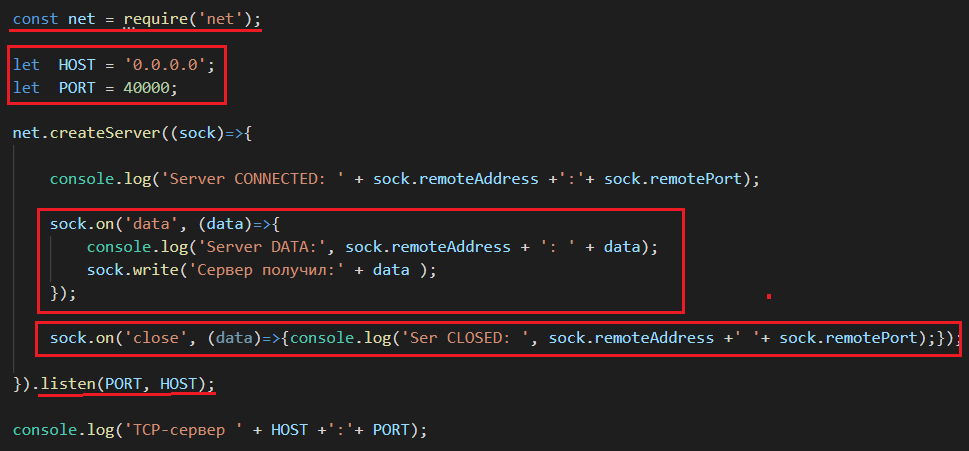 const net = require('net');
let  HOST = '0.0.0.0';
let  PORT = 40000;
net.createServer((sock)=>{
console.log('Server CONNECTED: ' + sock.remoteAddress +':'+ sock.remotePort);
sock.on('data', (data)=>{
console.log('Server DATA:', sock.remoteAddress + ': ' + data);
sock.write('Сервер получил:' + data );
});
sock.on('close', (data)=>{console.log('Ser CLOSED: ', sock.remoteAddress +' '+ sock.remotePort);});
}).listen(PORT, HOST);
console.log('TCP-сервер ' + HOST +':'+ PORT);